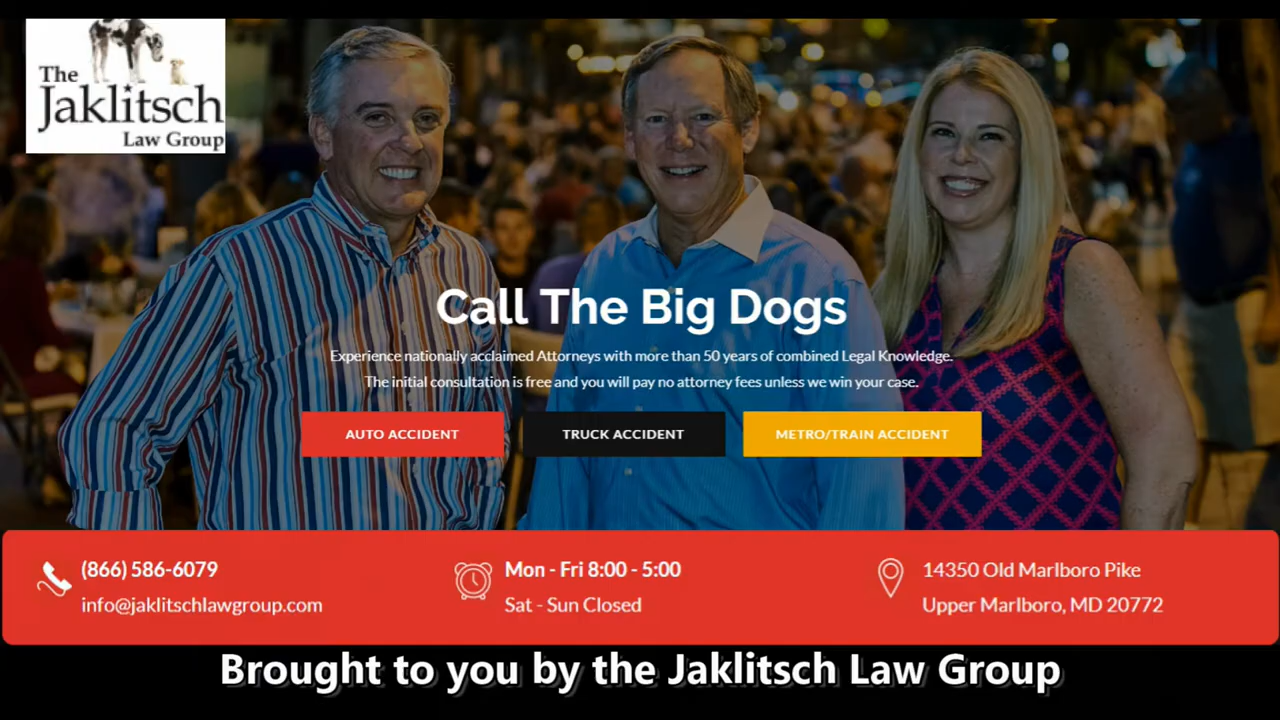 The
Jaklitsch
Law Group
Call The Big Dogs
Experience nationally acclaimed Attorneys with more than 50 years of combined Legal Knowledge.
The initial consultation is free and you will pay no attorney fees unless we win your case.
AUTO ACCIDENT
TRUCK ACCIDENT
METRO/TRAIN ACCIDENT
(866) 586-6079
info@jaklitschlawgroup.com
Mon - Fri 8:00 - 5:00
Sat - Sun Closed
14350 Old Marlboro Pike
Upper Marlboro, MD 20772
Brought to you by the Jaklitsch Law Group